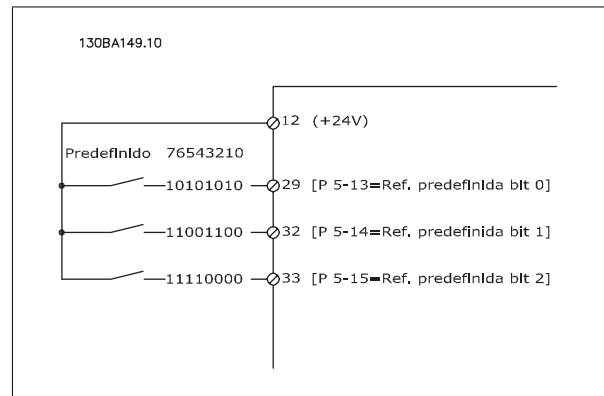 130BA149.10
12 (+24V)
Predefinido 76543210
10101010 29 [P 5-13=Ref. predefinida bit 0]
11001100 32 [P 5-14=Ref. predefinida bit 1]
11110000 33 [P 5-15=Ref. predefinida bit 2]